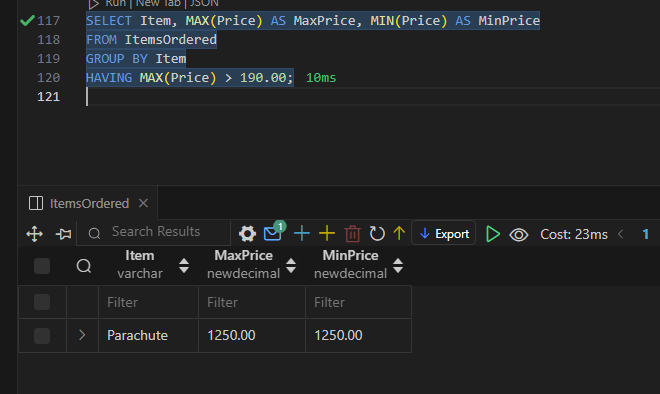 Run | New Tab | JSON
117 SELECT Item, MAX(Price) AS MaxPrice, MIN(Price) AS MinPrice
118 FROM ItemsOrdered
119 GROUP BY Item
120 HAVING MAX(Price) > 190.00; 10ms
121
ItemsOrdered
Search Results 1 Export Cost: 23ms 1
Item MaxPrice MinPrice
varchar newdecimal newdecimal
Filter Filter Filter
Parachute 1250.00 1250.00